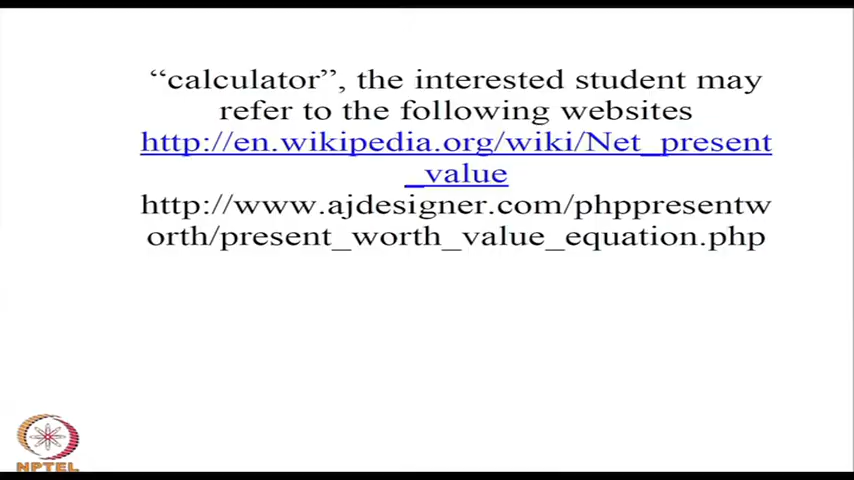 “calculator”, the interested student may
refer to the following websites
http://en.wikipedia.org/wiki/Net_present
_value
http://www.ajdesigner.com/phppresentw
orth/present_worth_value_equation.php
NPTEL